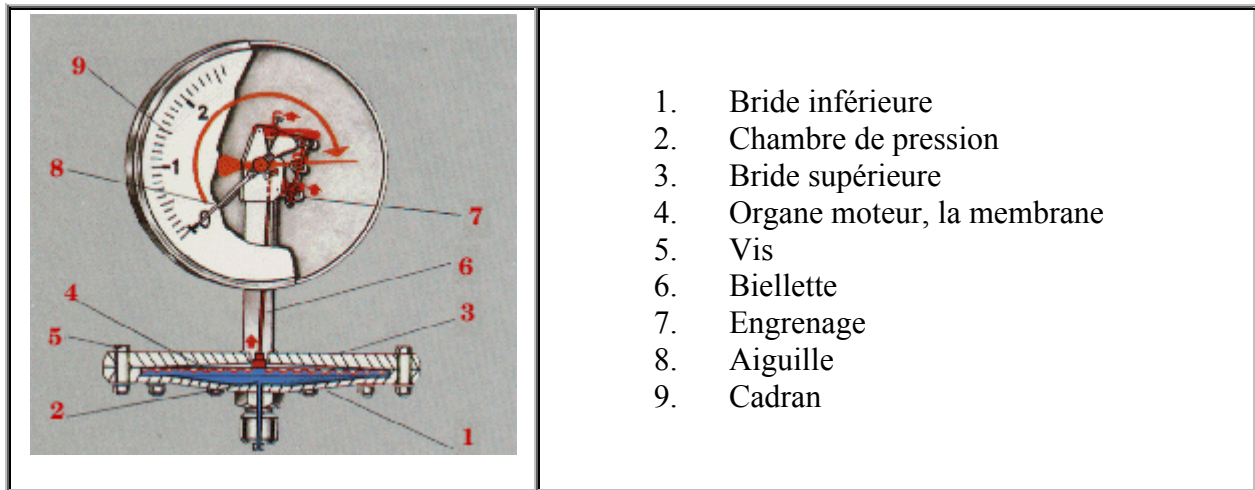 9
2
8
1
7
6
4
3
5
2
1
1. Bride inférieure
2. Chambre de pression
3. Bride supérieure
4. Organe moteur, la membrane
5. Vis
6. Biellette
7. Engrenage
8. Aiguille
9. Cadran